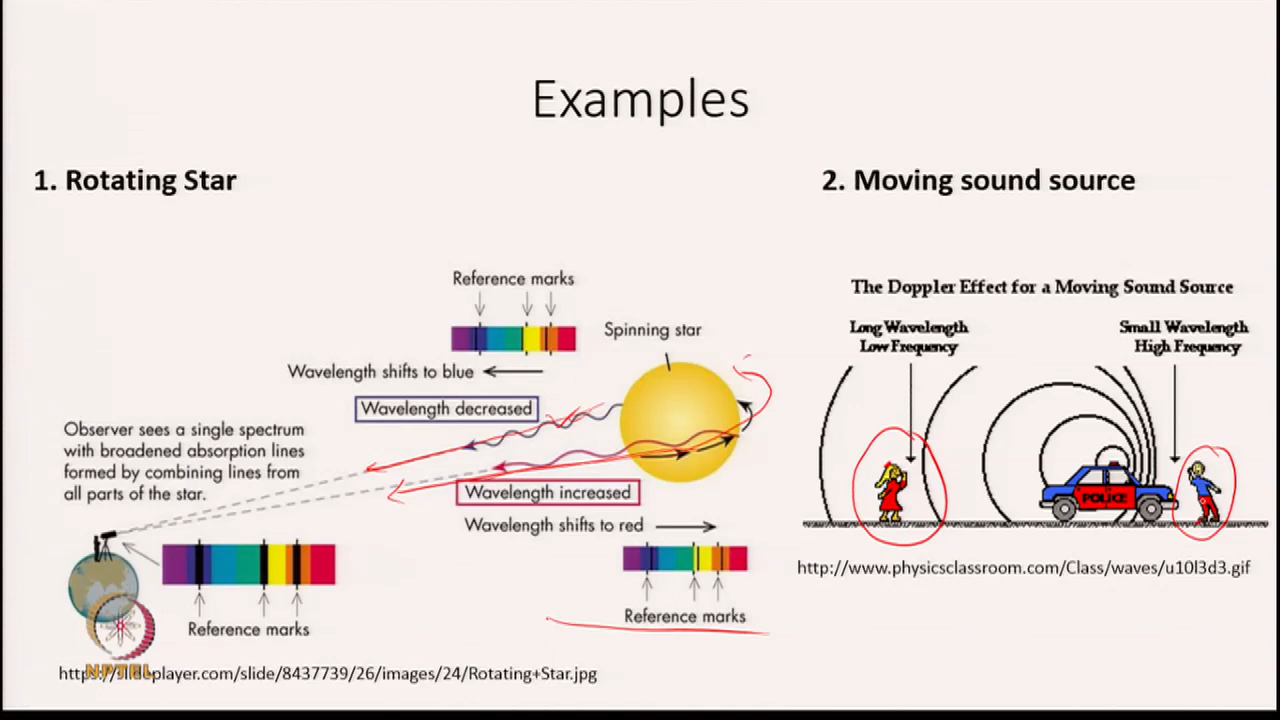 Examples
1. Rotating Star
2. Moving sound source
Reference marks
Spinning star
Wavelength shifts to blue
Wavelength decreased
Observer sees a single spectrum
with broadened absorption lines
formed by combining lines from
all parts of the star.
Wavelength increased
Wavelength shifts to red
Reference marks
Reference marks
The Doppler Effect for a Moving Sound Source
Long Wavelength
Low Frequency
Small Wavelength
High Frequency
POLICE
http://www.physicsclassroom.com/Class/waves/u10l3d3.gif
NPTEL
https://slideplayer.com/slide/8437739/26/images/24/Rotating+Star.jpg